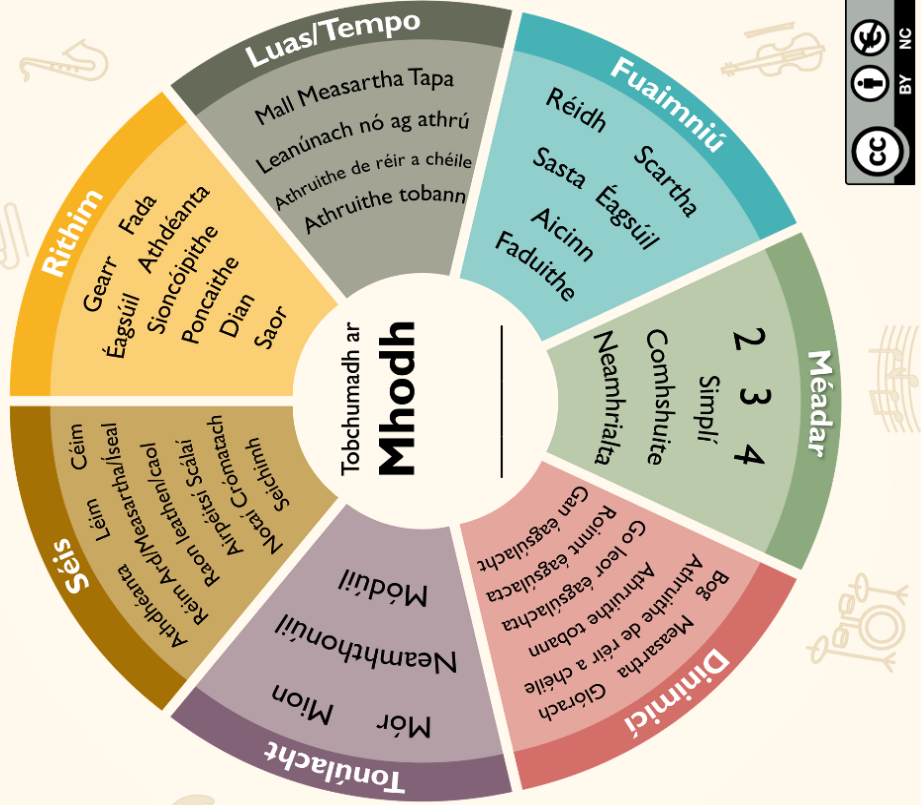 Tobchumadh ar
Mhodh
Luas/Tempo
Mall Measartha Tapa
Leanúnach nó ag athrú
Athruithe de réir a chéile
Athruithe tobann
Fuaimniú
Réidh
Scartha
Sasta
Éagsúil
Aicinn
Faduithe
Méadar
2 3 4
Simplí
Comhshuite
Neamhrialta
Dinimicí
Bog
Measartha
Glórach
Athruithe de réir a chéile
Athruithe tobann
Go leor éagsúlachta
Roinnt éagsúlacta
Gan éagsúlacht
Tonúlacht
Mór
Mion
Neamhthonúil
Módúil
Séis
Céim
Léim
Réim Ard/Measartha/Íseal
Athdhéanta
Raon leathen/caol
Airpéitsí Scálaí
Notaí Crómatach
Seichimh
Rithim
Gearr
Fada
Éagsúil
Athdéanta
Sioncóipithe
Poncaithe
Dian
Saor
cc
BY NC